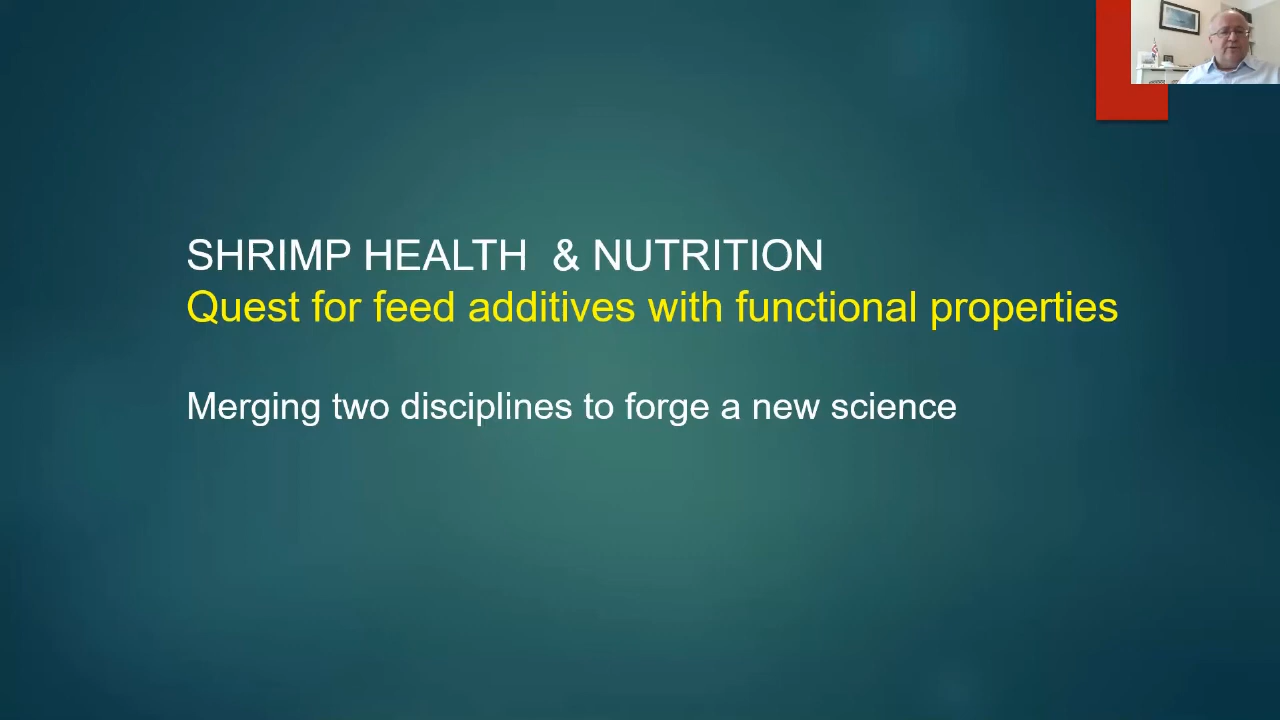 SHRIMP HEALTH  & NUTRITION
Quest for feed additives with functional properties
Merging two disciplines to forge a new science